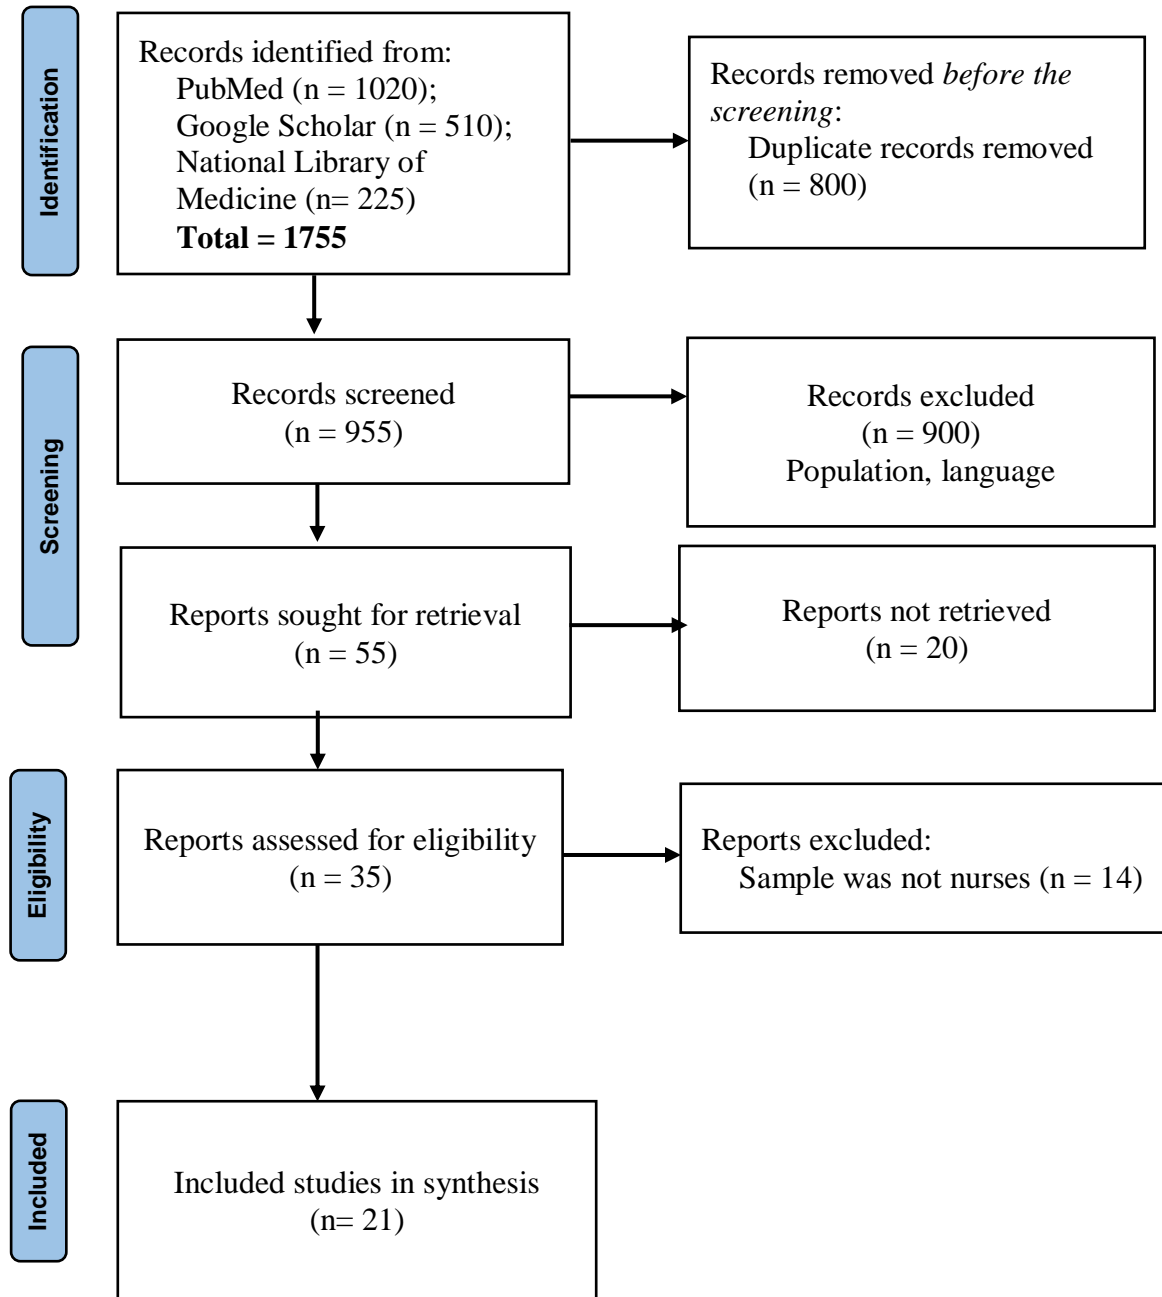 Identification
Records identified from:
PubMed (n = 1020);
Google Scholar (n = 510);
National Library of
Medicine (n= 225)
Total = 1755
Records removed before the
screening:
Duplicate records removed
(n = 800)
Screening
Records screened
(n = 955)
Records excluded
(n = 900)
Population, language
Reports sought for retrieval
(n = 55)
Reports not retrieved
(n = 20)
Eligibility
Reports assessed for eligibility
(n = 35)
Reports excluded:
Sample was not nurses (n = 14)
Included
Included studies in synthesis
(n= 21)